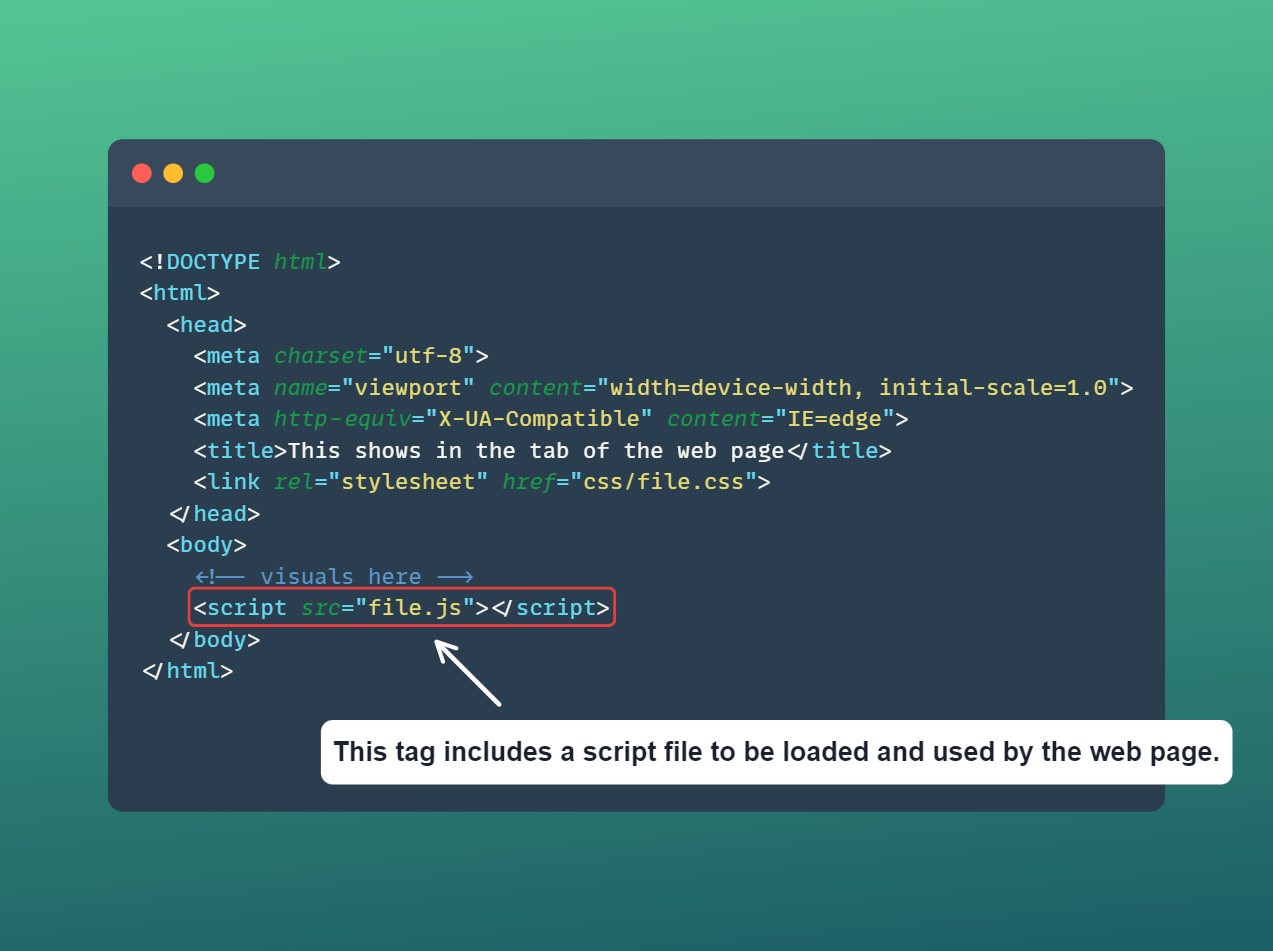 <!DOCTYPE html>
<html>
<head>
<meta charset="utf-8">
<meta name="viewport" content="width=device-width, initial-scale=1.0">
<meta http-equiv="X-UA-Compatible" content="IE=edge">
<title>This shows in the tab of the web page</title>
<link rel="stylesheet" href="css/file.css">
</head>
<body>
<!-- visuals here -->
<script src="file.js"></script>
</body>
</html>
This tag includes a script file to be loaded and used by the web page.